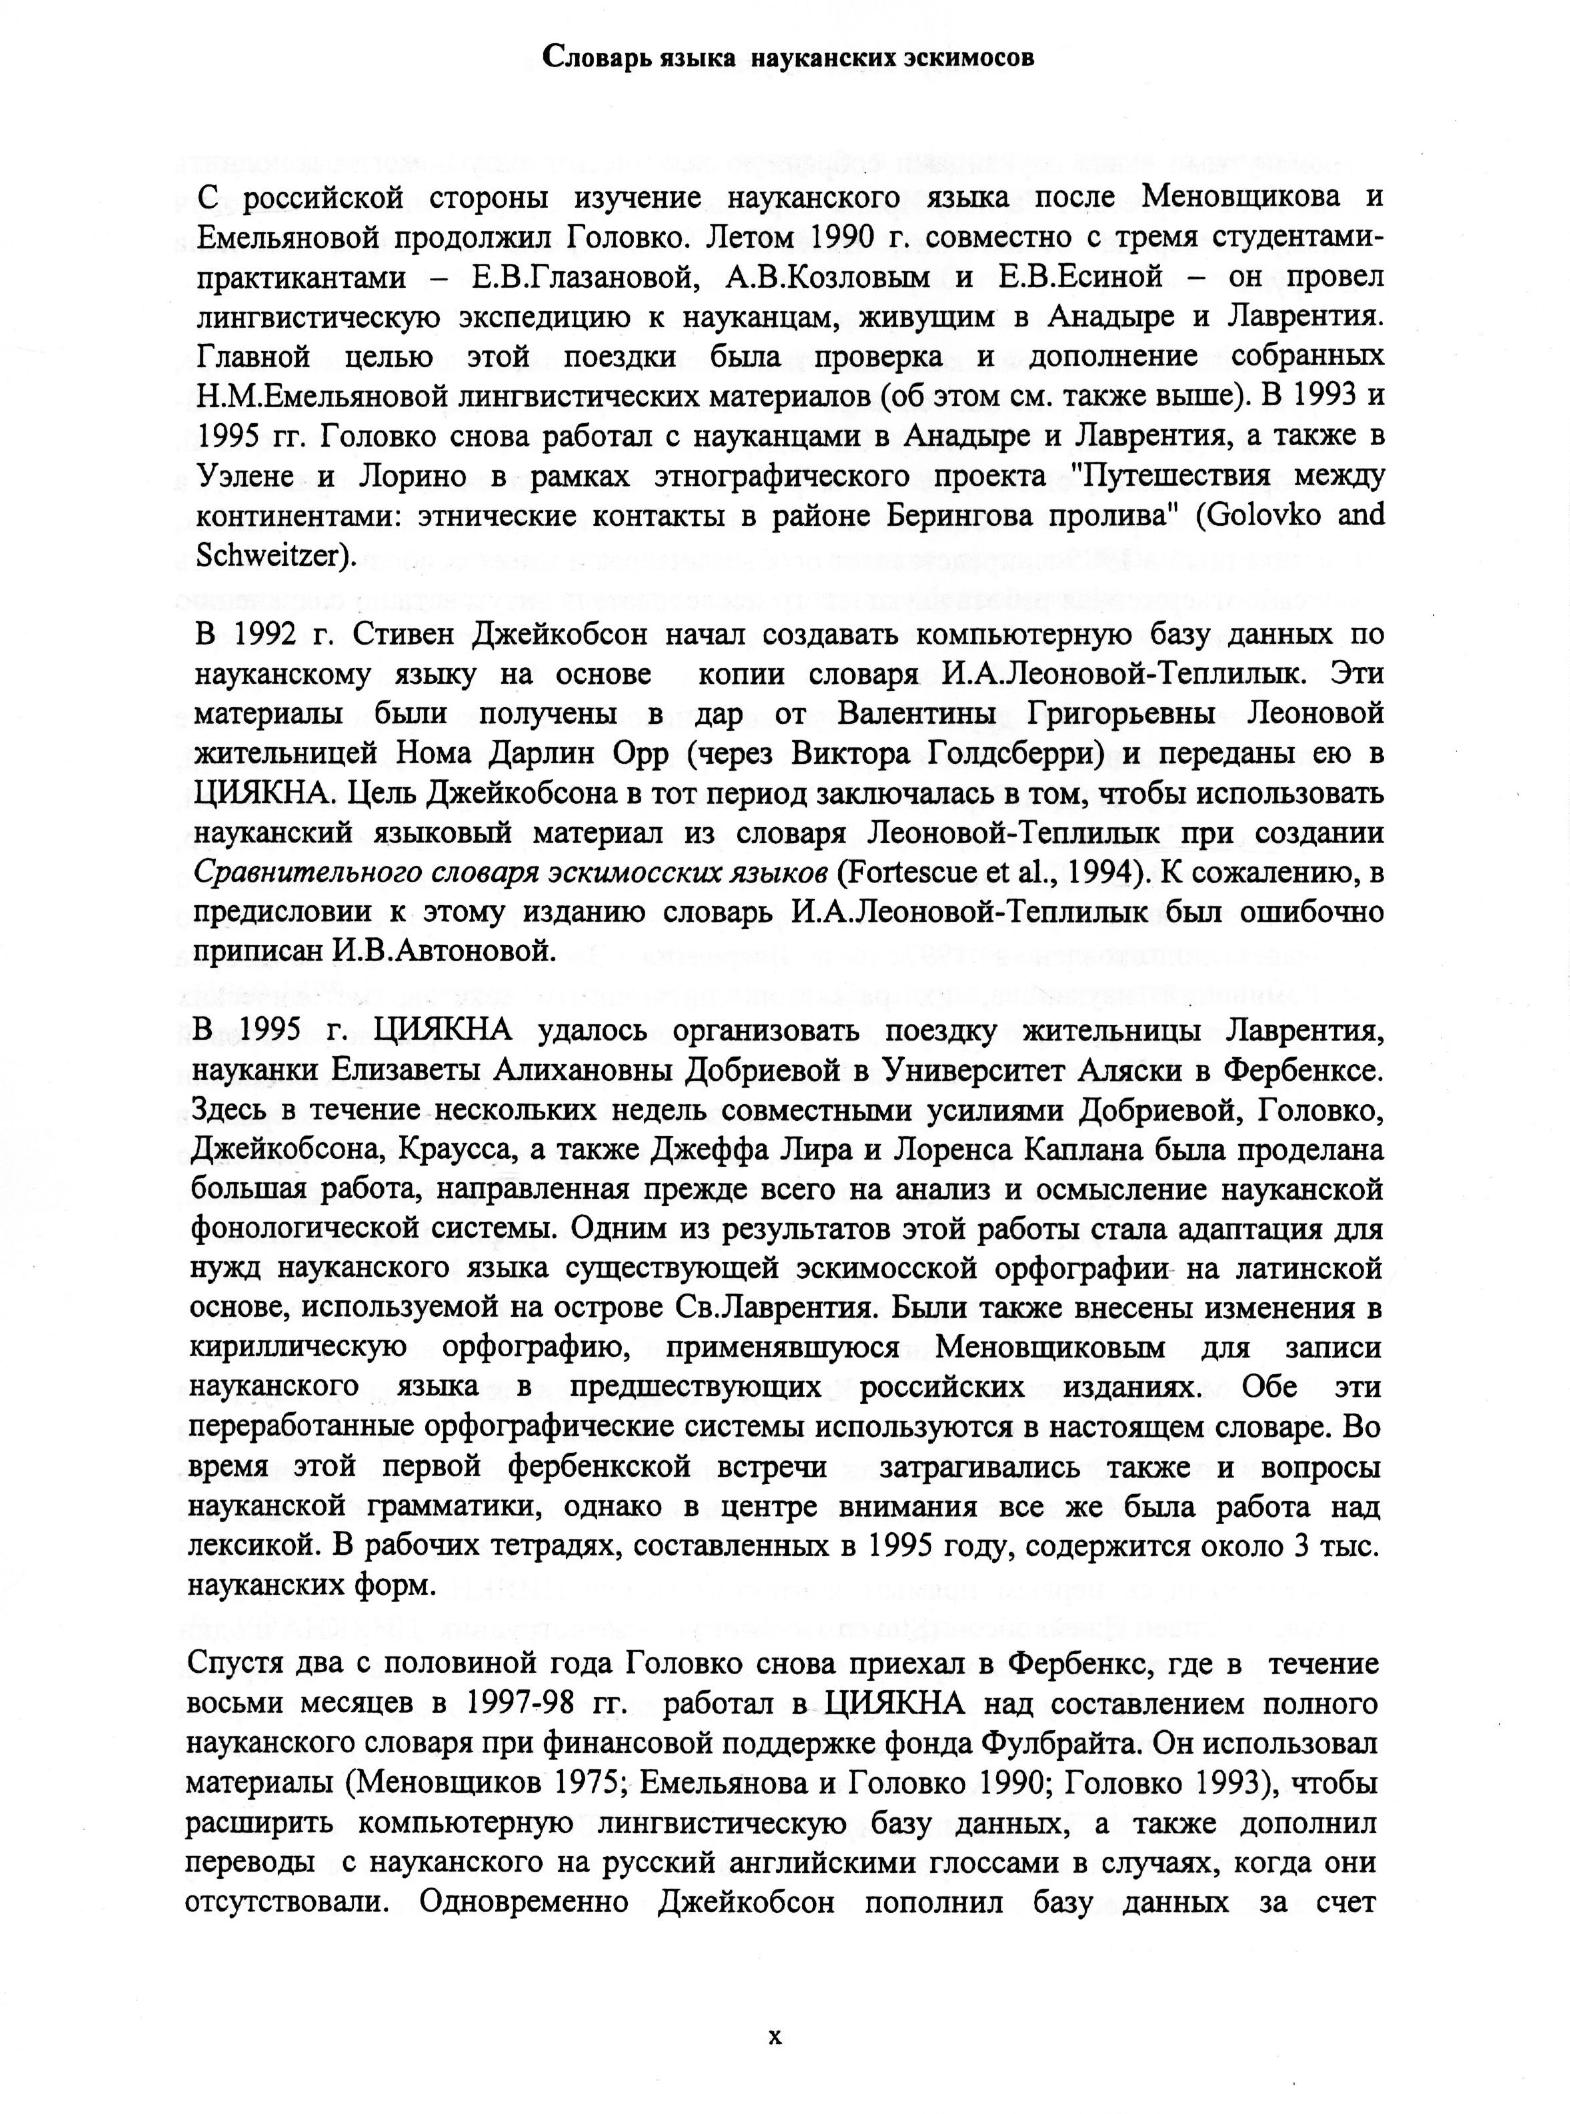 Словарь языка науканских эскимосов
С российской стороны изучение науканского языка после Меновщикова и
Емельяновой продолжил Головко. Летом 1990 г. совместно с тремя студентами-
практикантами – Е.В.Глазановой, А.В.Козловым и Е.В.Есиной – он провел
лингвистическую экспедицию к науканцам, живущим в Анадыре и Лаврентия.
Главной целью этой поездки была проверка и дополнение собранных
Н.М.Емельяновой лингвистических материалов (об этом см. также выше). В 1993 и
1995 гг. Головко снова работал с науканцами в Анадыре и Лаврентия, а также в
Уэлене и Лорино в рамках этнографического проекта "Путешествия между
континентами: этнические контакты в районе Берингова пролива" (Golovko and
Schweitzer).
В 1992 г. Стивен Джейкобсон начал создавать компьютерную базу данных по
науканскому языку на основе копии словаря И.А.Леоновой-Теплилык. Эти
материалы были получены в дар от Валентины Григорьевны Леоновой
жительницей Нома Дарлин Орр (через Виктора Голдсберри) и переданы ею в
ЦИЯКНА. Цель Джейкобсона в тот период заключалась в том, чтобы использовать
науканский языковый материал из словаря Леоновой-Теплилык при создании
Сравнительного словаря эскимосских языков (Fortescue et al., 1994). К сожалению, в
предисловии к этому изданию словарь И.А.Леоновой-Теплилык был ошибочно
приписан И.В.Автоновой.
В 1995 г. ЦИЯКНА удалось организовать поездку жительницы Лаврентия,
науканки Елизаветы Алихановны Добриевой в Университет Аляски в Фербенксе.
Здесь в течение нескольких недель совместными усилиями Добриевой, Головко,
Джейкобсона, Краусса, а также Джеффа Лира и Лоренса Каплана была проделана
большая работа, направленная прежде всего на анализ и осмысление науканской
фонологической системы. Одним из результатов этой работы стала адаптация для
нужд науканского языка существующей эскимосской орфографии на латинской
основе, используемой на острове Св.Лаврентия. Были также внесены изменения в
кириллическую орфографию, применявшуюся Меновщиковым для записи
науканского языка в предшествующих российских изданиях. Обе эти
переработанные орфографические системы используются в настоящем словаре. Во
время этой первой фербенкской встречи затрагивались также и вопросы
науканской грамматики, однако в центре внимания все же была работа над
лексикой. В рабочих тетрадях, составленных в 1995 году, содержится около 3 тыс.
науканских форм.
Спустя два с половиной года Головко снова приехал в Фербенкс, где в течение
восьми месяцев в 1997-98 гг. работал в ЦИЯКНА над составлением полного
науканского словаря при финансовой поддержке фонда Фулбрайта. Он использовал
материалы (Меновщиков 1975; Емельянова и Головко 1990; Головко 1993), чтобы
расширить компьютерную лингвистическую базу данных, а также дополнил
переводы с науканского на русский английскими глоссами в случаях, когда они
отсутствовали. Одновременно Джейкобсон пополнил базу данных за счет
x